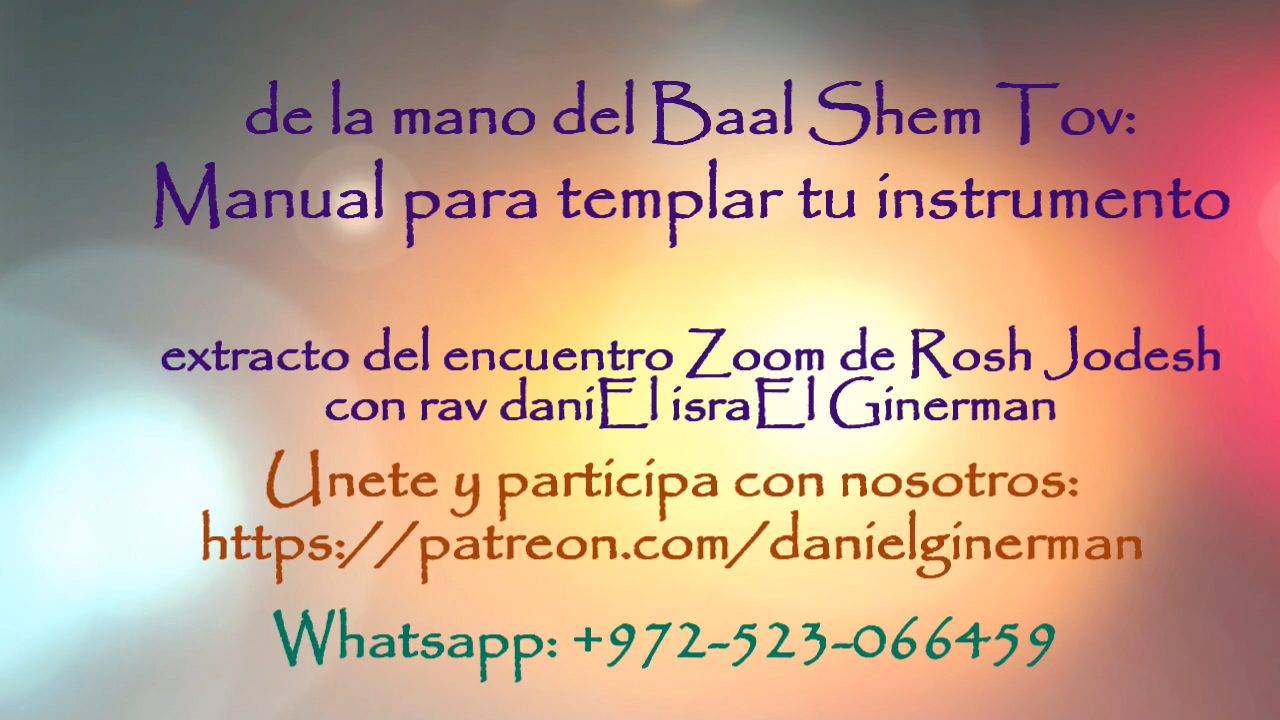 de la mano del Baal Shem Tov:
Manual para templar tu instrumento
extracto del encuentro Zoom de Rosh Jodesh
con rav daniEl israEl Ginerman
Unete y participa con nosotros:
https://patreon.com/danielginerman
Whatsapp: +972-523-066459